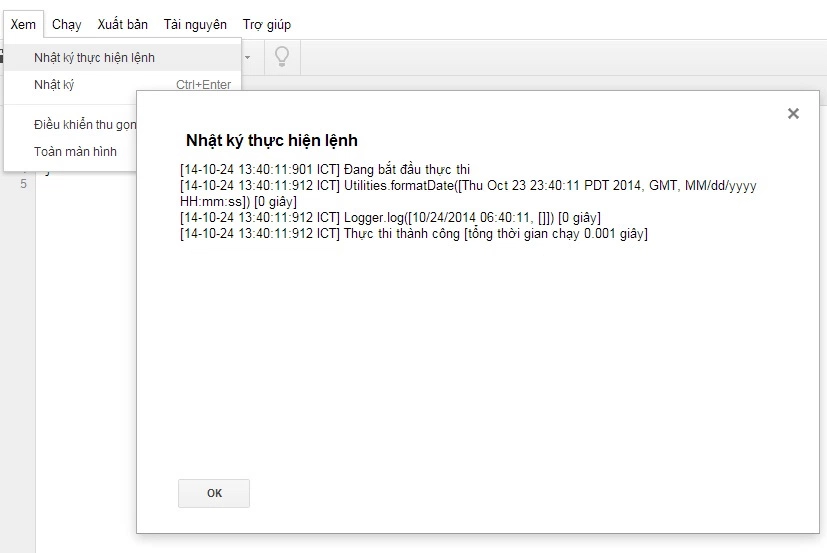 Xem Chạy Xuất bản Tài nguyên Trợ giúp
Nhật ký thực hiện lệnh
Nhật ký Ctrl+Enter
Điều khiển thu gọn
Toàn màn hình
5
Nhật ký thực hiện lệnh
[14-10-24 13:40:11:901 ICT] Đang bắt đầu thực thi
[14-10-24 13:40:11:912 ICT] Utilities.formatDate([Thu Oct 23 23:40:11 PDT 2014, GMT, MM/dd/yyyy
HH:mm:ss]) [0 giây]
[14-10-24 13:40:11:912 ICT] Logger.log([10/24/2014 06:40:11, []]) [0 giây]
[14-10-24 13:40:11:912 ICT] Thực thi thành công [tổng thời gian chạy 0.001 giây]
OK